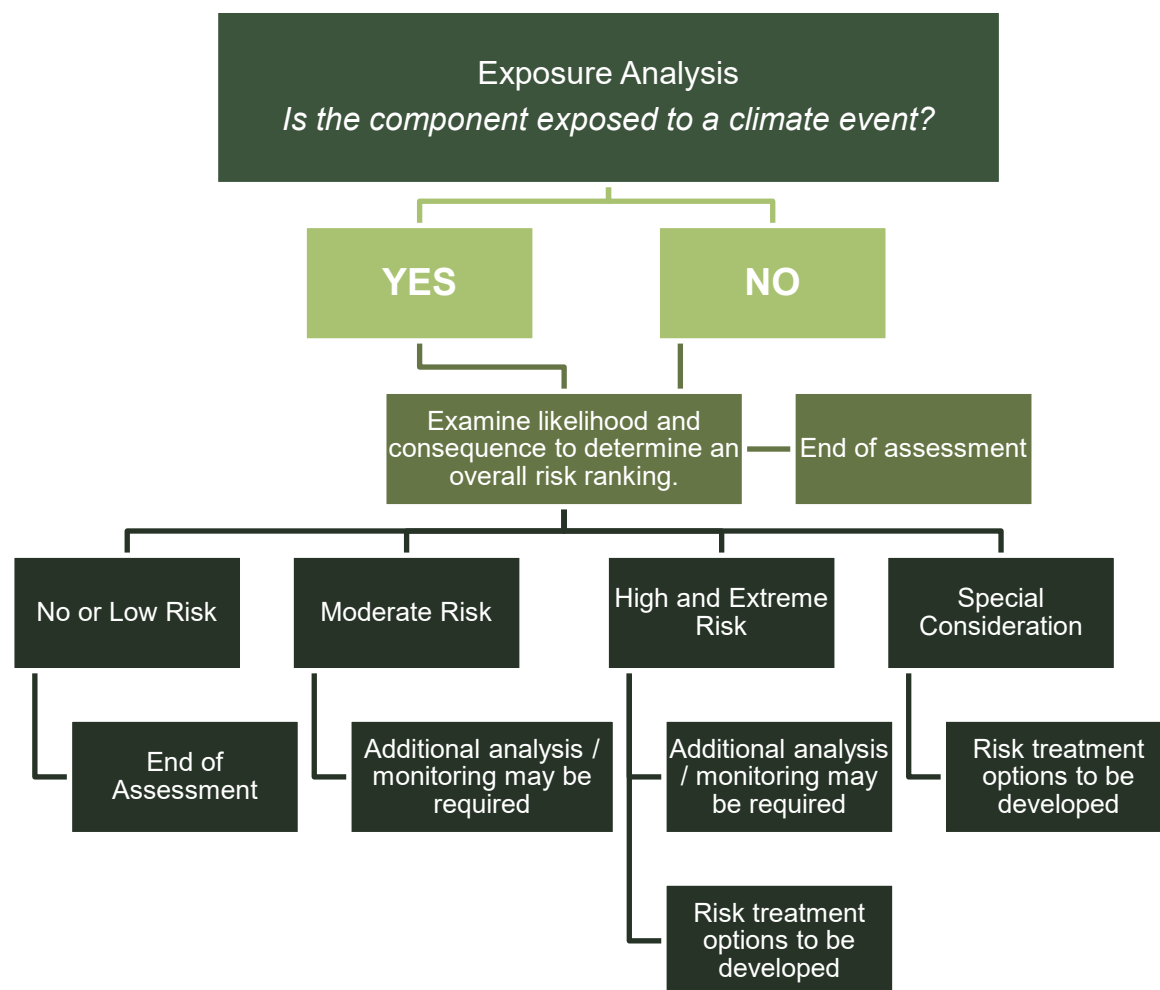 Exposure Analysis
Is the component exposed to a climate event?
YES
NO
Examine likelihood and
consequence to determine an
overall risk ranking.
End of assessment
No or Low Risk
Moderate Risk
High and Extreme
Risk
Special
Consideration
End of
Assessment
Additional analysis /
monitoring may be
required
Additional analysis
/ monitoring may
be required
Risk treatment
options to be
developed
Risk treatment
options to be
developed